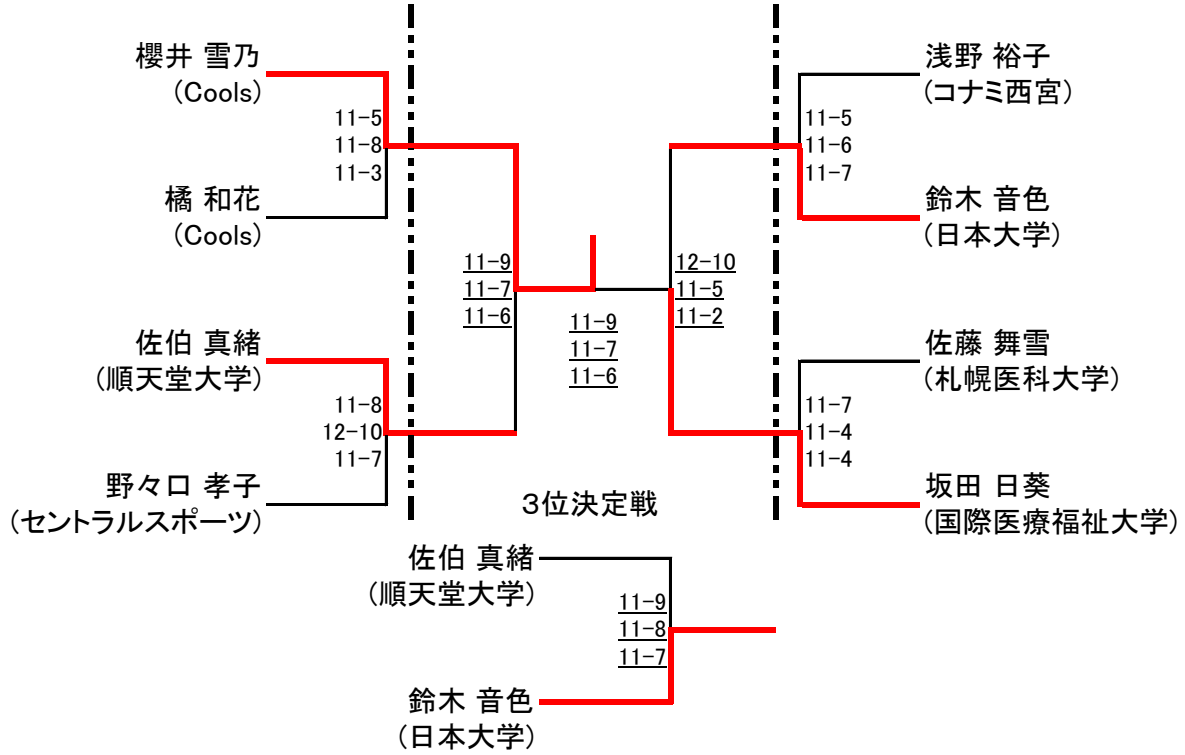 櫻井 雪乃
(Cools)
11-5
11-8
11-3
橘 和花
(Cools)
佐伯 真緒
(順天堂大学)
11-8
12-10
11-7
野々口 孝子
(セントラルスポーツ)
11-9
11-7
11-6
11-9
11-7
11-6
12-10
11-5
11-2
浅野 裕子
(コナミ西宮)
11-5
11-6
11-7
鈴木 音色
(日本大学)
佐藤 舞雪
(札幌医科大学)
11-7
11-4
11-4
坂田 日葵
(国際医療福祉大学)
3位決定戦
佐伯 真緒
(順天堂大学)
11-9
11-8
11-7
鈴木 音色
(日本大学)